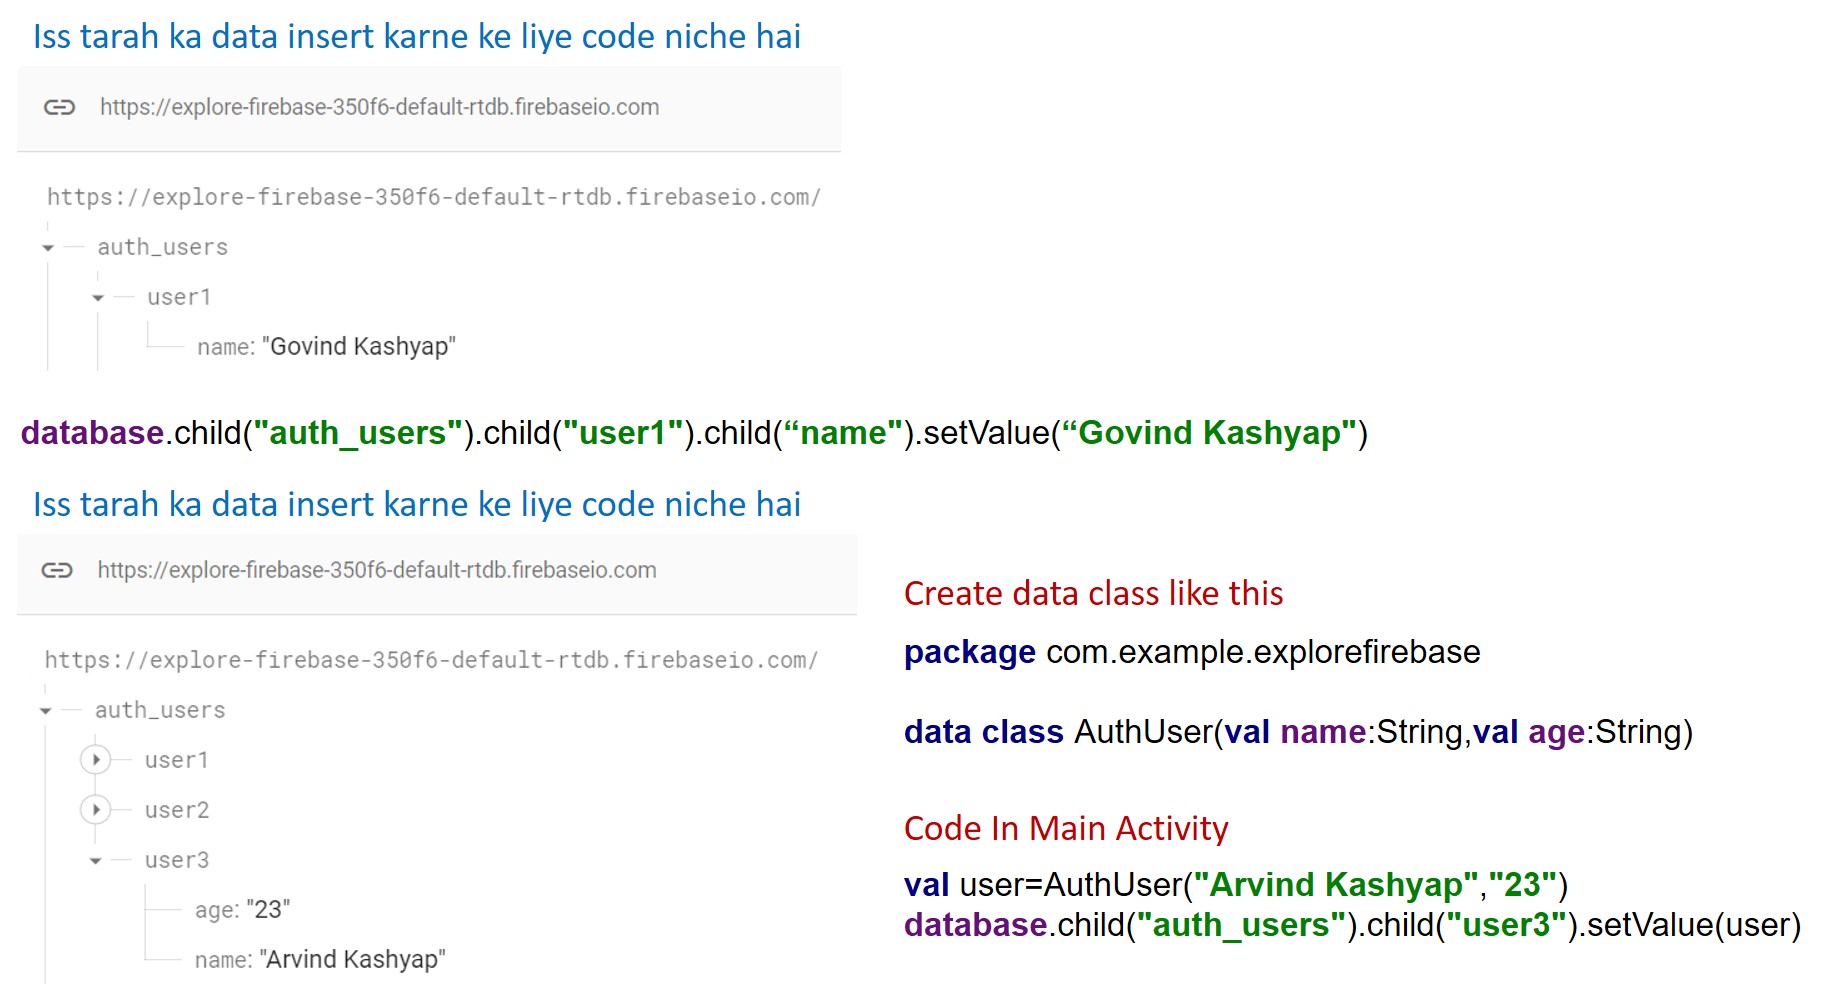 Iss tarah ka data insert karne ke liye code niche hai
https://explore-firebase-350f6-default-rtdb.firebaseio.com
https://explore-firebase-350f6-default-rtdb.firebaseio.com/
auth_users
user1
name: "Govind Kashyap"
database.child("auth_users").child("user1").child(“name").setValue(“Govind Kashyap")
Iss tarah ka data insert karne ke liye code niche hai
https://explore-firebase-350f6-default-rtdb.firebaseio.com
https://explore-firebase-350f6-default-rtdb.firebaseio.com/
auth_users
user1
user2
user3
age: "23"
name: "Arvind Kashyap"
Create data class like this
package com.example.explorefirebase
data class AuthUser(val name:String,val age:String)
Code In Main Activity
val user=AuthUser("Arvind Kashyap","23")
database.child("auth_users").child("user3").setValue(user)